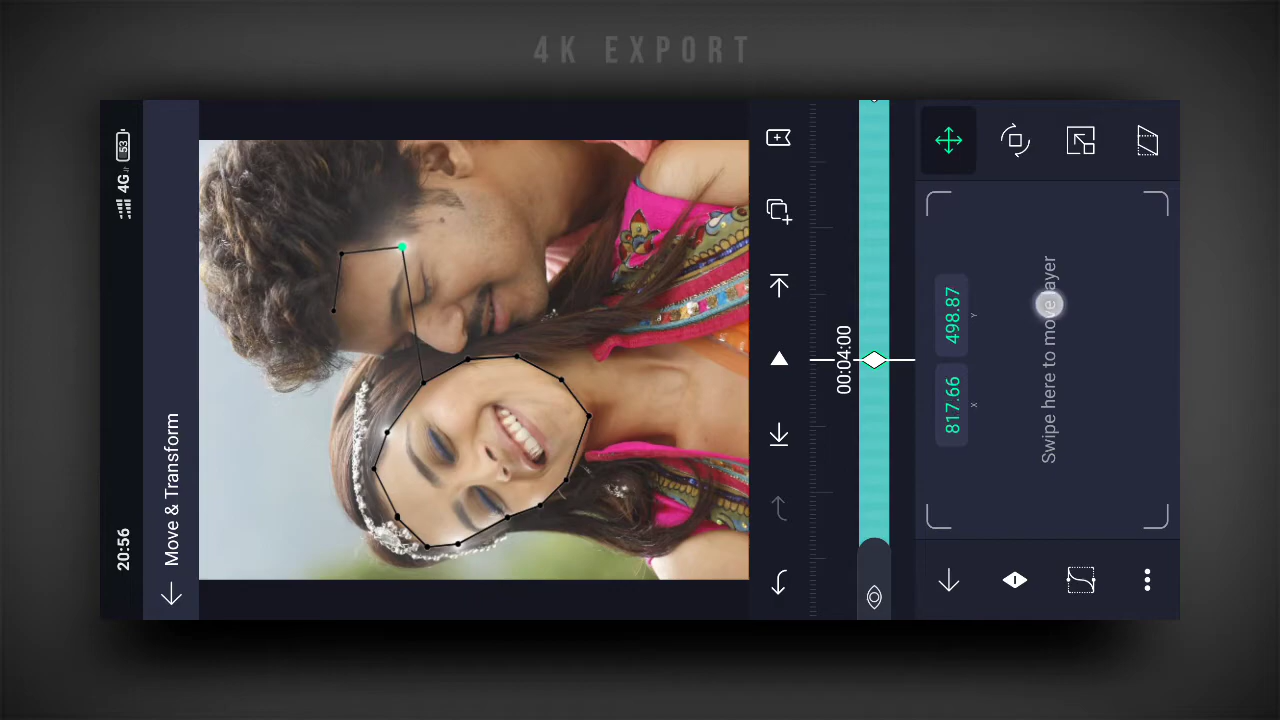 4K EXPORT
20:56
4G
53
Move & Transform
00:04:00
817.66
X
498.87
Y
Swipe here to move layer